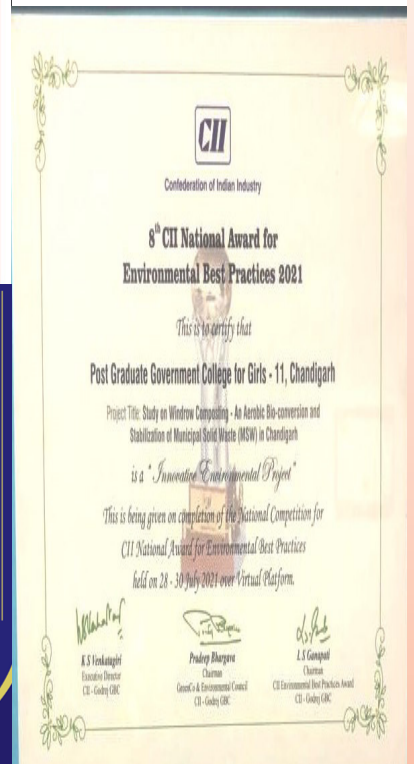 CII
Confederation of Indian Industry
8th CII National Award for
Environmental Best Practices 2021
This is to certify that
Post Graduate Government College for Girls - 11, Chandigarh
Project Title: Study on Windrow Composting - An Aerobic Bio-conversion and
Stabilization of Municipal Solid Waste (MSW) in Chandigarh
is a "Innovative Environmental Project"
This is being given on completion of the National Competition for
CII National Award for Environmental Best Practices
held on 28 - 30 July 2021 over Virtual Platform.
K S Venkatagiri
Executive Director
CII - Godrej GBC
Pradeep Bhargava
Chairman
GreenCo & Environmental Council
CII - Godrej GBC
L S Ganapati
Chairman
CII Environmental Best Practices Award
CII - Godrej GBC